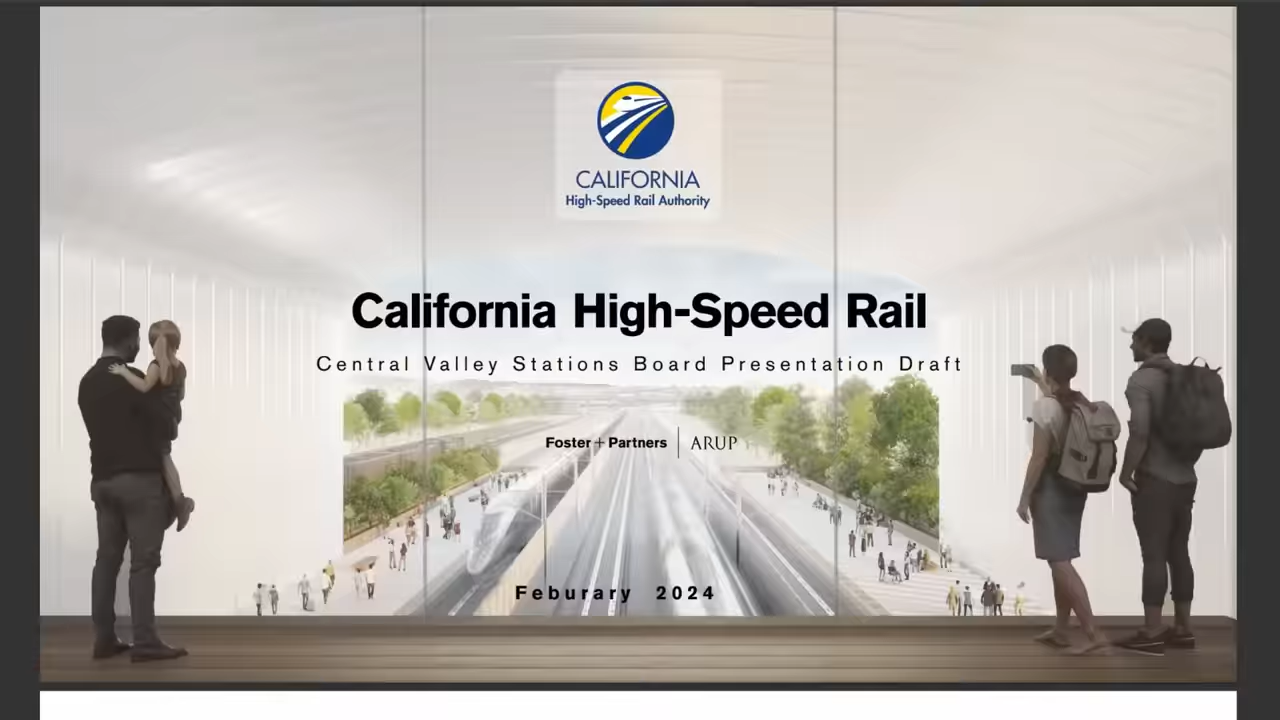 CALIFORNIA
High-Speed Rail Authority
California High-Speed Rail
Central Valley Stations Board Presentation Draft
Foster + Partners | ARUP
Feburary 2024